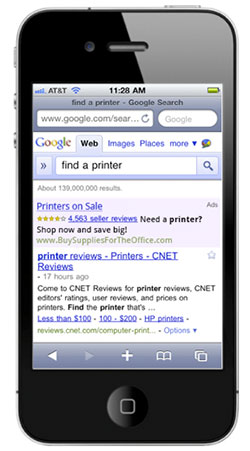 AT&T 11:28 AM
find a printer - Google Search
www.google.com/sear... Google
Google Web Images Places more ▼
» find a printer
About 139,000,000 results.
Printers on Sale Ads
4,563 seller reviews Need a printer?
Shop now and save big!
www.BuySuppliesForTheOffice.com
printer reviews - Printers - CNET
Reviews
- 17 hours ago
Come to CNET Reviews for printer reviews, CNET
editors' ratings, user reviews, and prices on
printers. Find the printer that's ...
Less than $100 - 100 - $200 - HP printers -
reviews.cnet.com/computer-print... - Options ▼